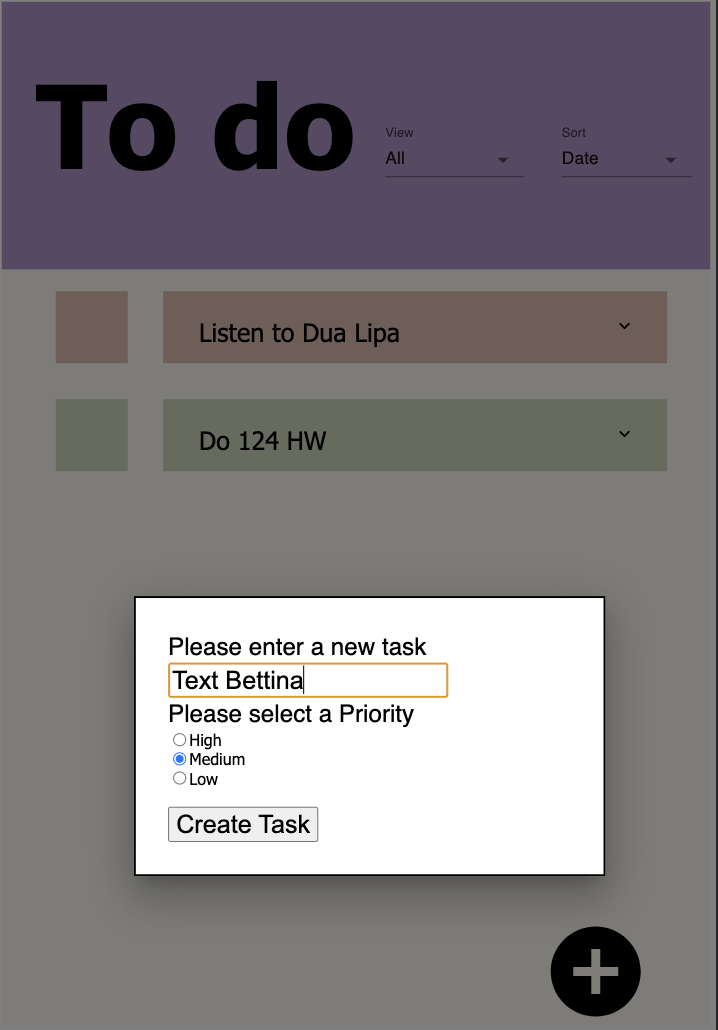 To do
View
All
Sort
Date
Listen to Dua Lipa
Do 124 HW
Please enter a new task
Text Bettina
Please select a Priority
High
Medium
Low
Create Task